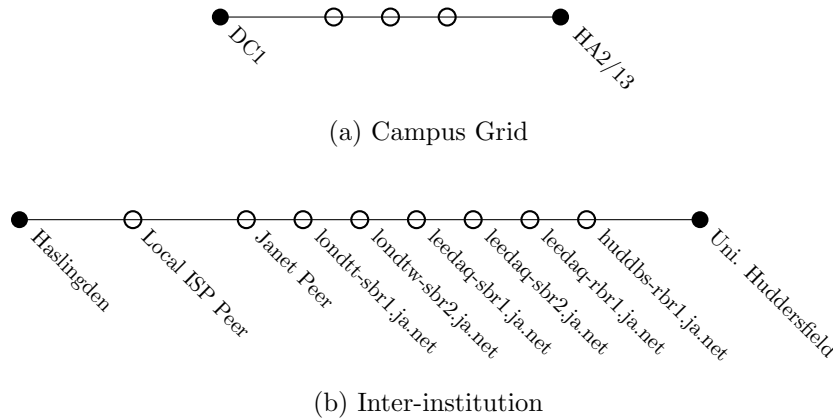 DC1
HA2/13
(a) Campus Grid
Haslingden
Local ISP Peer
Janet Peer
londtt-sbr1.ja.net
londtw-sbr2.ja.net
leedaq-sbr1.ja.net
leedaq-sbr2.ja.net
leedaq-rbr1.ja.net
huddbs-rbr1.ja.net
Uni. Huddersfield
(b) Inter-institution